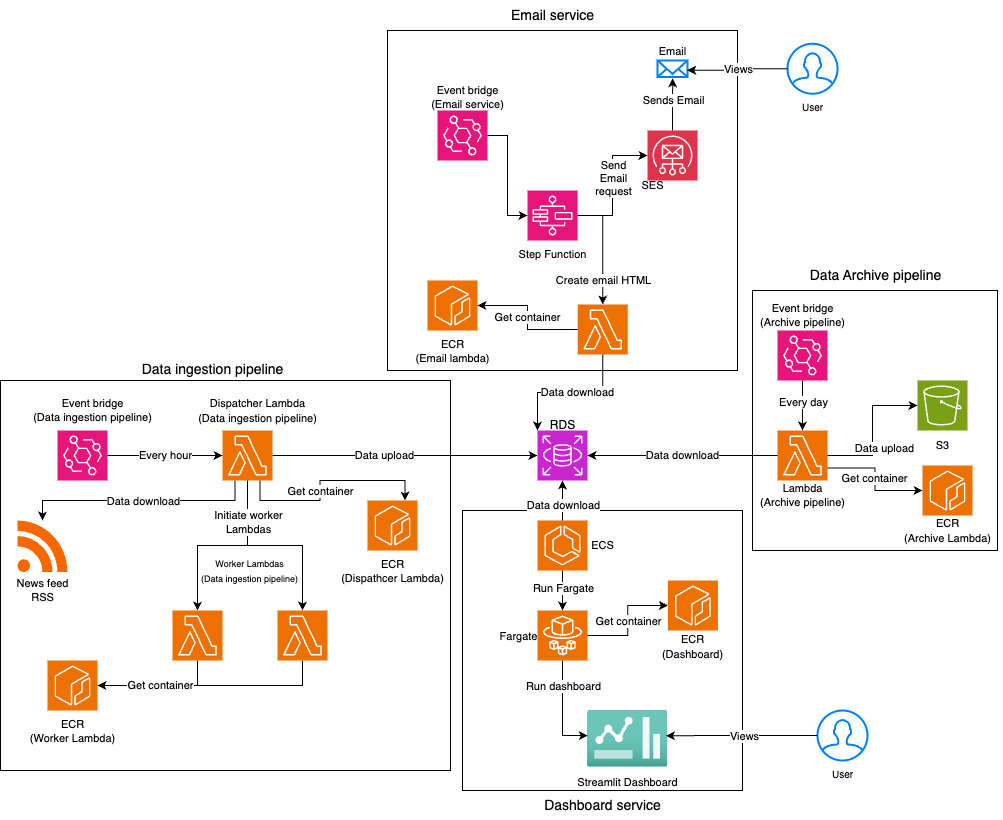 Email service
Email
Views
User
Event bridge
(Email service)
Sends Email
Send
Email
request
SES
Step Function
Create email HTML
Get container
ECR
(Email lambda)
Data Archive pipeline
Event bridge
(Archive pipeline)
Every day
S3
Data upload
Data download
Get container
Lambda
(Archive pipeline)
ECR
(Archive Lambda)
Data download
RDS
Data ingestion pipeline
Event bridge
(Data ingestion pipeline)
Dispatcher Lambda
(Data ingestion pipeline)
Every hour
Data upload
Data download
Get container
Initiate worker
Lambdas
News feed
RSS
ECR
(Dispathcer Lambda)
Worker Lambdas
(Data ingestion pipeline)
Get container
ECR
(Worker Lambda)
Data download
ECS
Run Fargate
Fargate
Get container
ECR
(Dashboard)
Run dashboard
Views
Streamlit Dashboard
User
Dashboard service